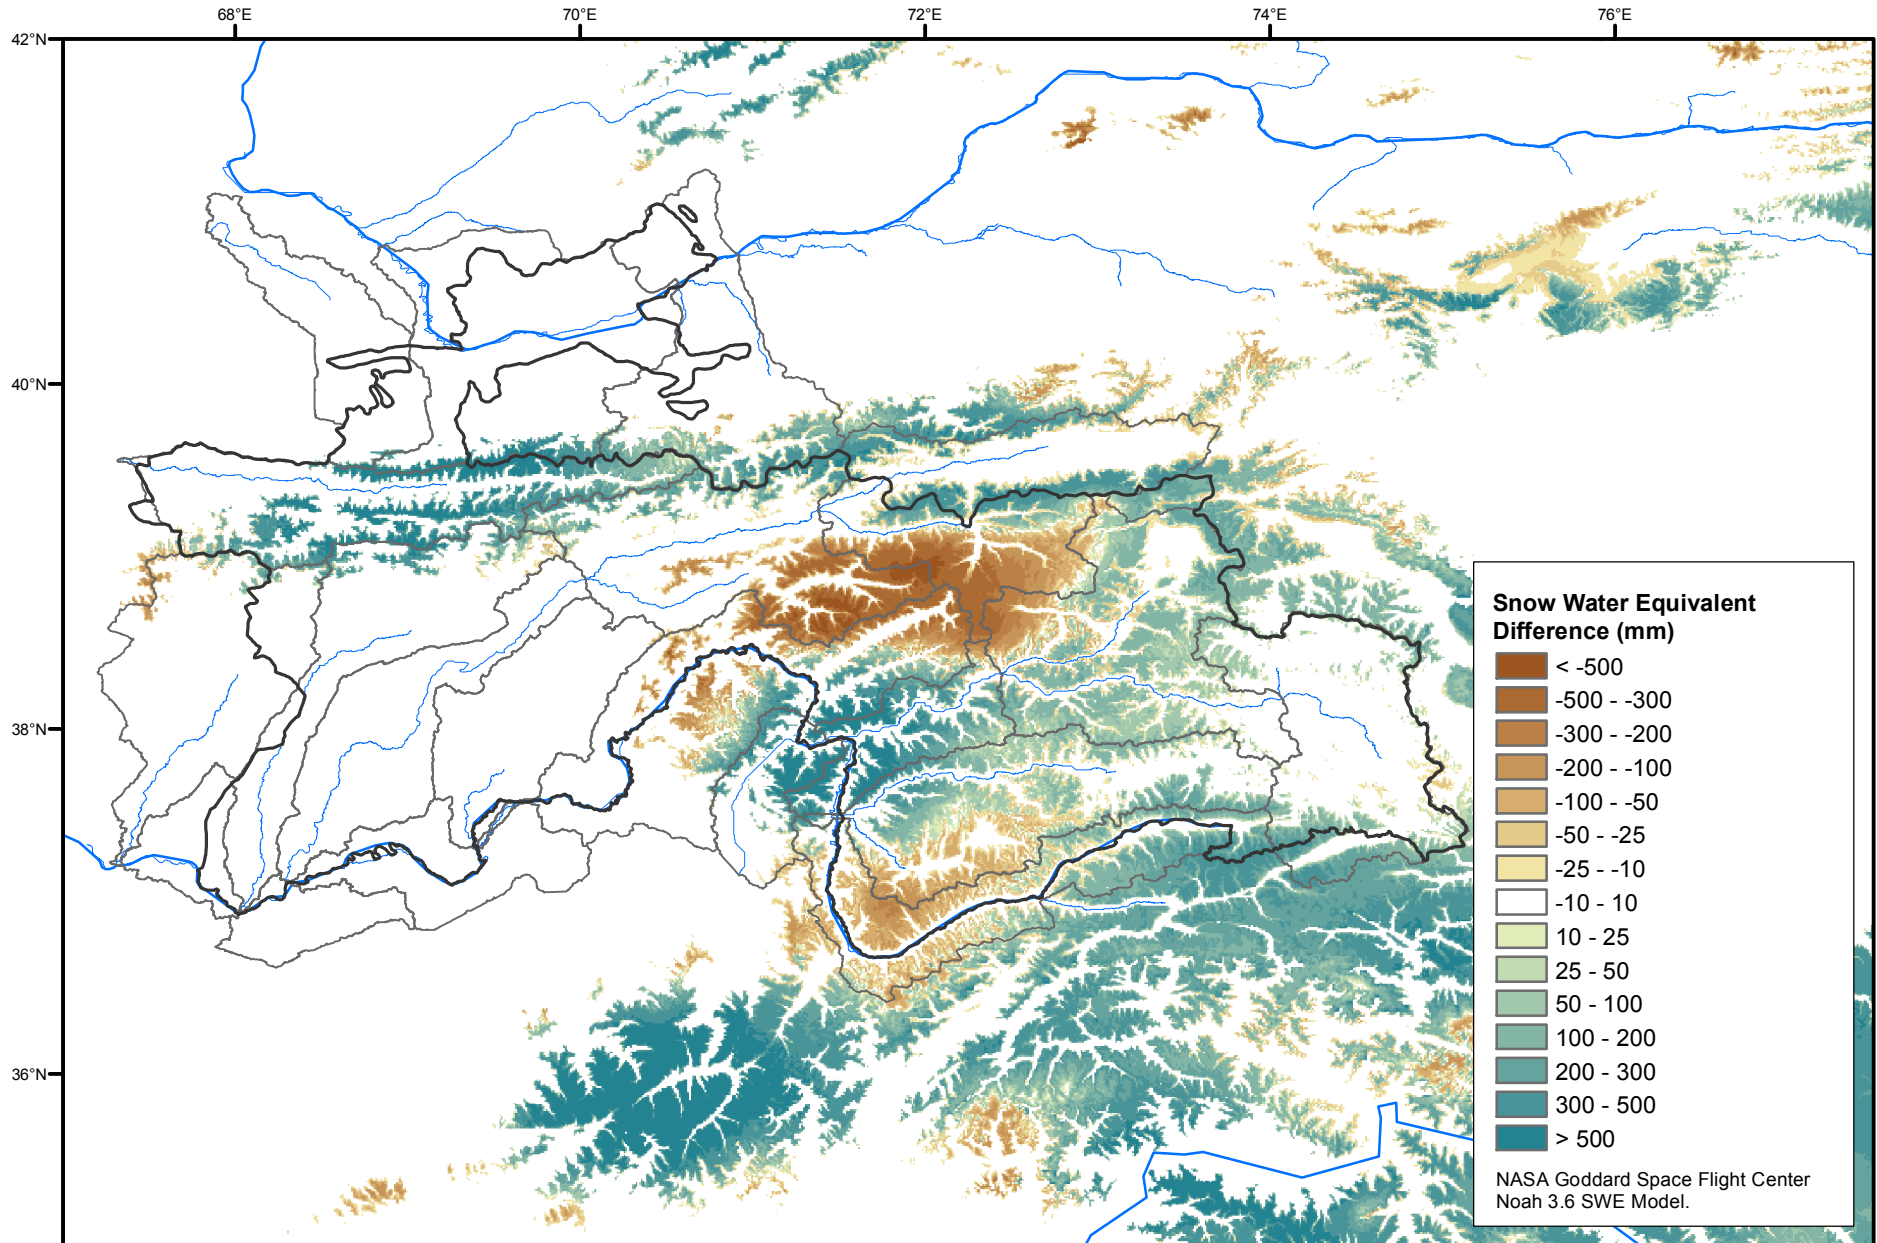 68°E 70°E 72°E 74°E 76°E
42°N
40°N
38°N
36°N
Snow Water Equivalent
Difference (mm)
< -500
-500 - -300
-300 - -200
-200 - -100
-100 - -50
-50 - -25
-25 - -10
-10 - 10
10 - 25
25 - 50
50 - 100
100 - 200
200 - 300
300 - 500
> 500
NASA Goddard Space Flight Center
Noah 3.6 SWE Model.